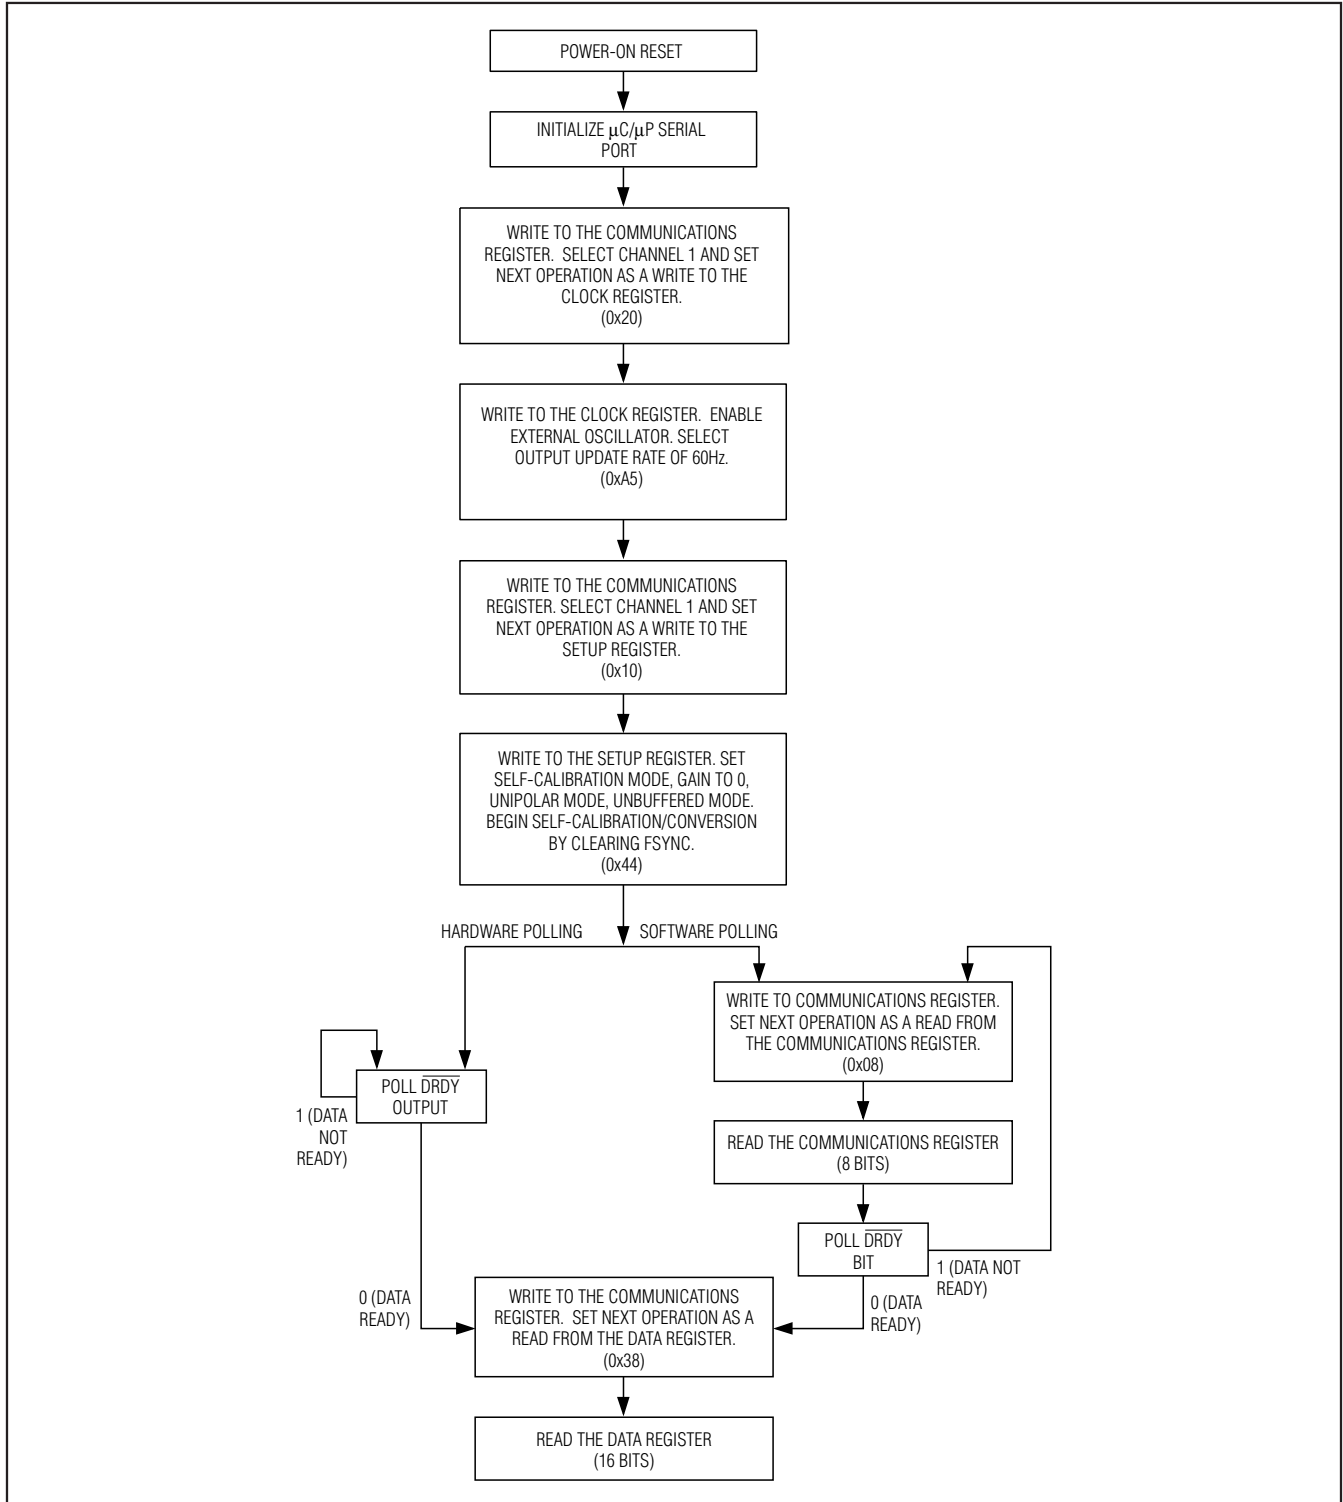 POWER-ON RESET
INITIALIZE μC/μP SERIAL
PORT
WRITE TO THE COMMUNICATIONS
REGISTER. SELECT CHANNEL 1 AND SET
NEXT OPERATION AS A WRITE TO THE
CLOCK REGISTER.
(0x20)
WRITE TO THE CLOCK REGISTER. ENABLE
EXTERNAL OSCILLATOR. SELECT
OUTPUT UPDATE RATE OF 60Hz.
(0xA5)
WRITE TO THE COMMUNICATIONS
REGISTER. SELECT CHANNEL 1 AND SET
NEXT OPERATION AS A WRITE TO THE
SETUP REGISTER.
(0x10)
WRITE TO THE SETUP REGISTER. SET
SELF-CALIBRATION MODE, GAIN TO 0,
UNIPOLAR MODE, UNBUFFERED MODE.
BEGIN SELF-CALIBRATION/CONVERSION
BY CLEARING FSYNC.
(0x44)
HARDWARE POLLING
SOFTWARE POLLING
WRITE TO COMMUNICATIONS REGISTER.
SET NEXT OPERATION AS A READ FROM
THE COMMUNICATIONS REGISTER.
(0x08)
POLL D̅R̅D̅Y̅
OUTPUT
1 (DATA
NOT
READY)
READ THE COMMUNICATIONS REGISTER
(8 BITS)
POLL D̅R̅D̅Y̅
BIT
1 (DATA NOT
READY)
0 (DATA
READY)
0 (DATA
READY)
WRITE TO THE COMMUNICATIONS
REGISTER. SET NEXT OPERATION AS A
READ FROM THE DATA REGISTER.
(0x38)
READ THE DATA REGISTER
(16 BITS)